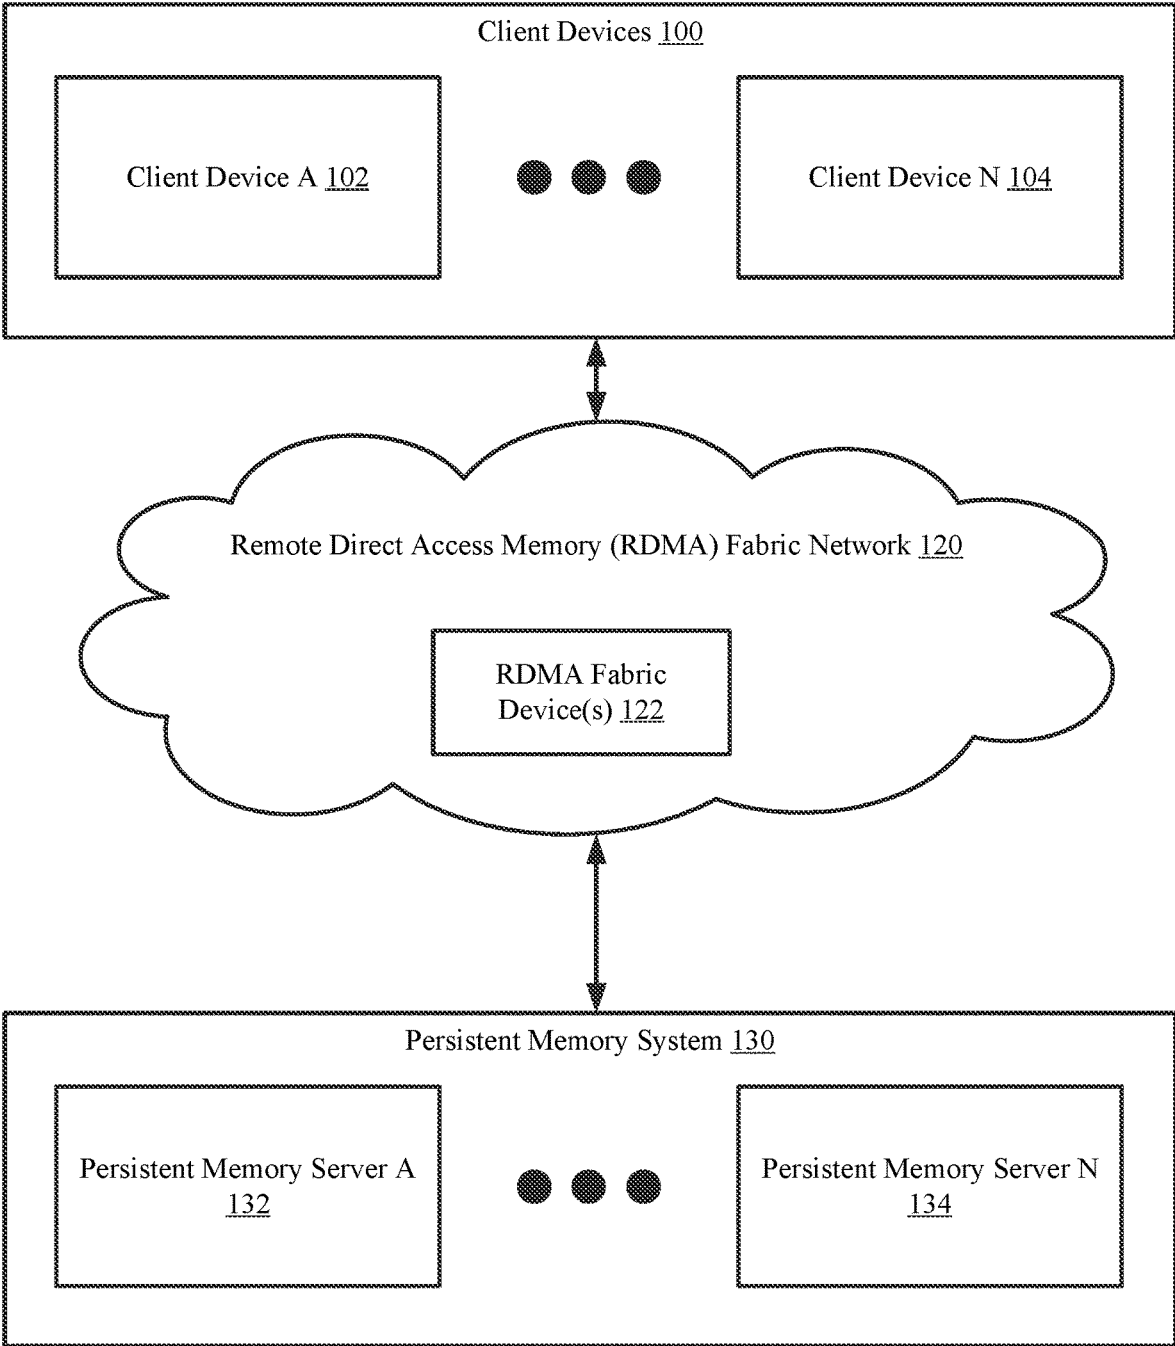 Client Devices 100
Client Device A 102
Client Device N 104
Remote Direct Access Memory (RDMA) Fabric Network 120
RDMA Fabric
Device(s) 122
Persistent Memory System 130
Persistent Memory Server A
132
Persistent Memory Server N
134